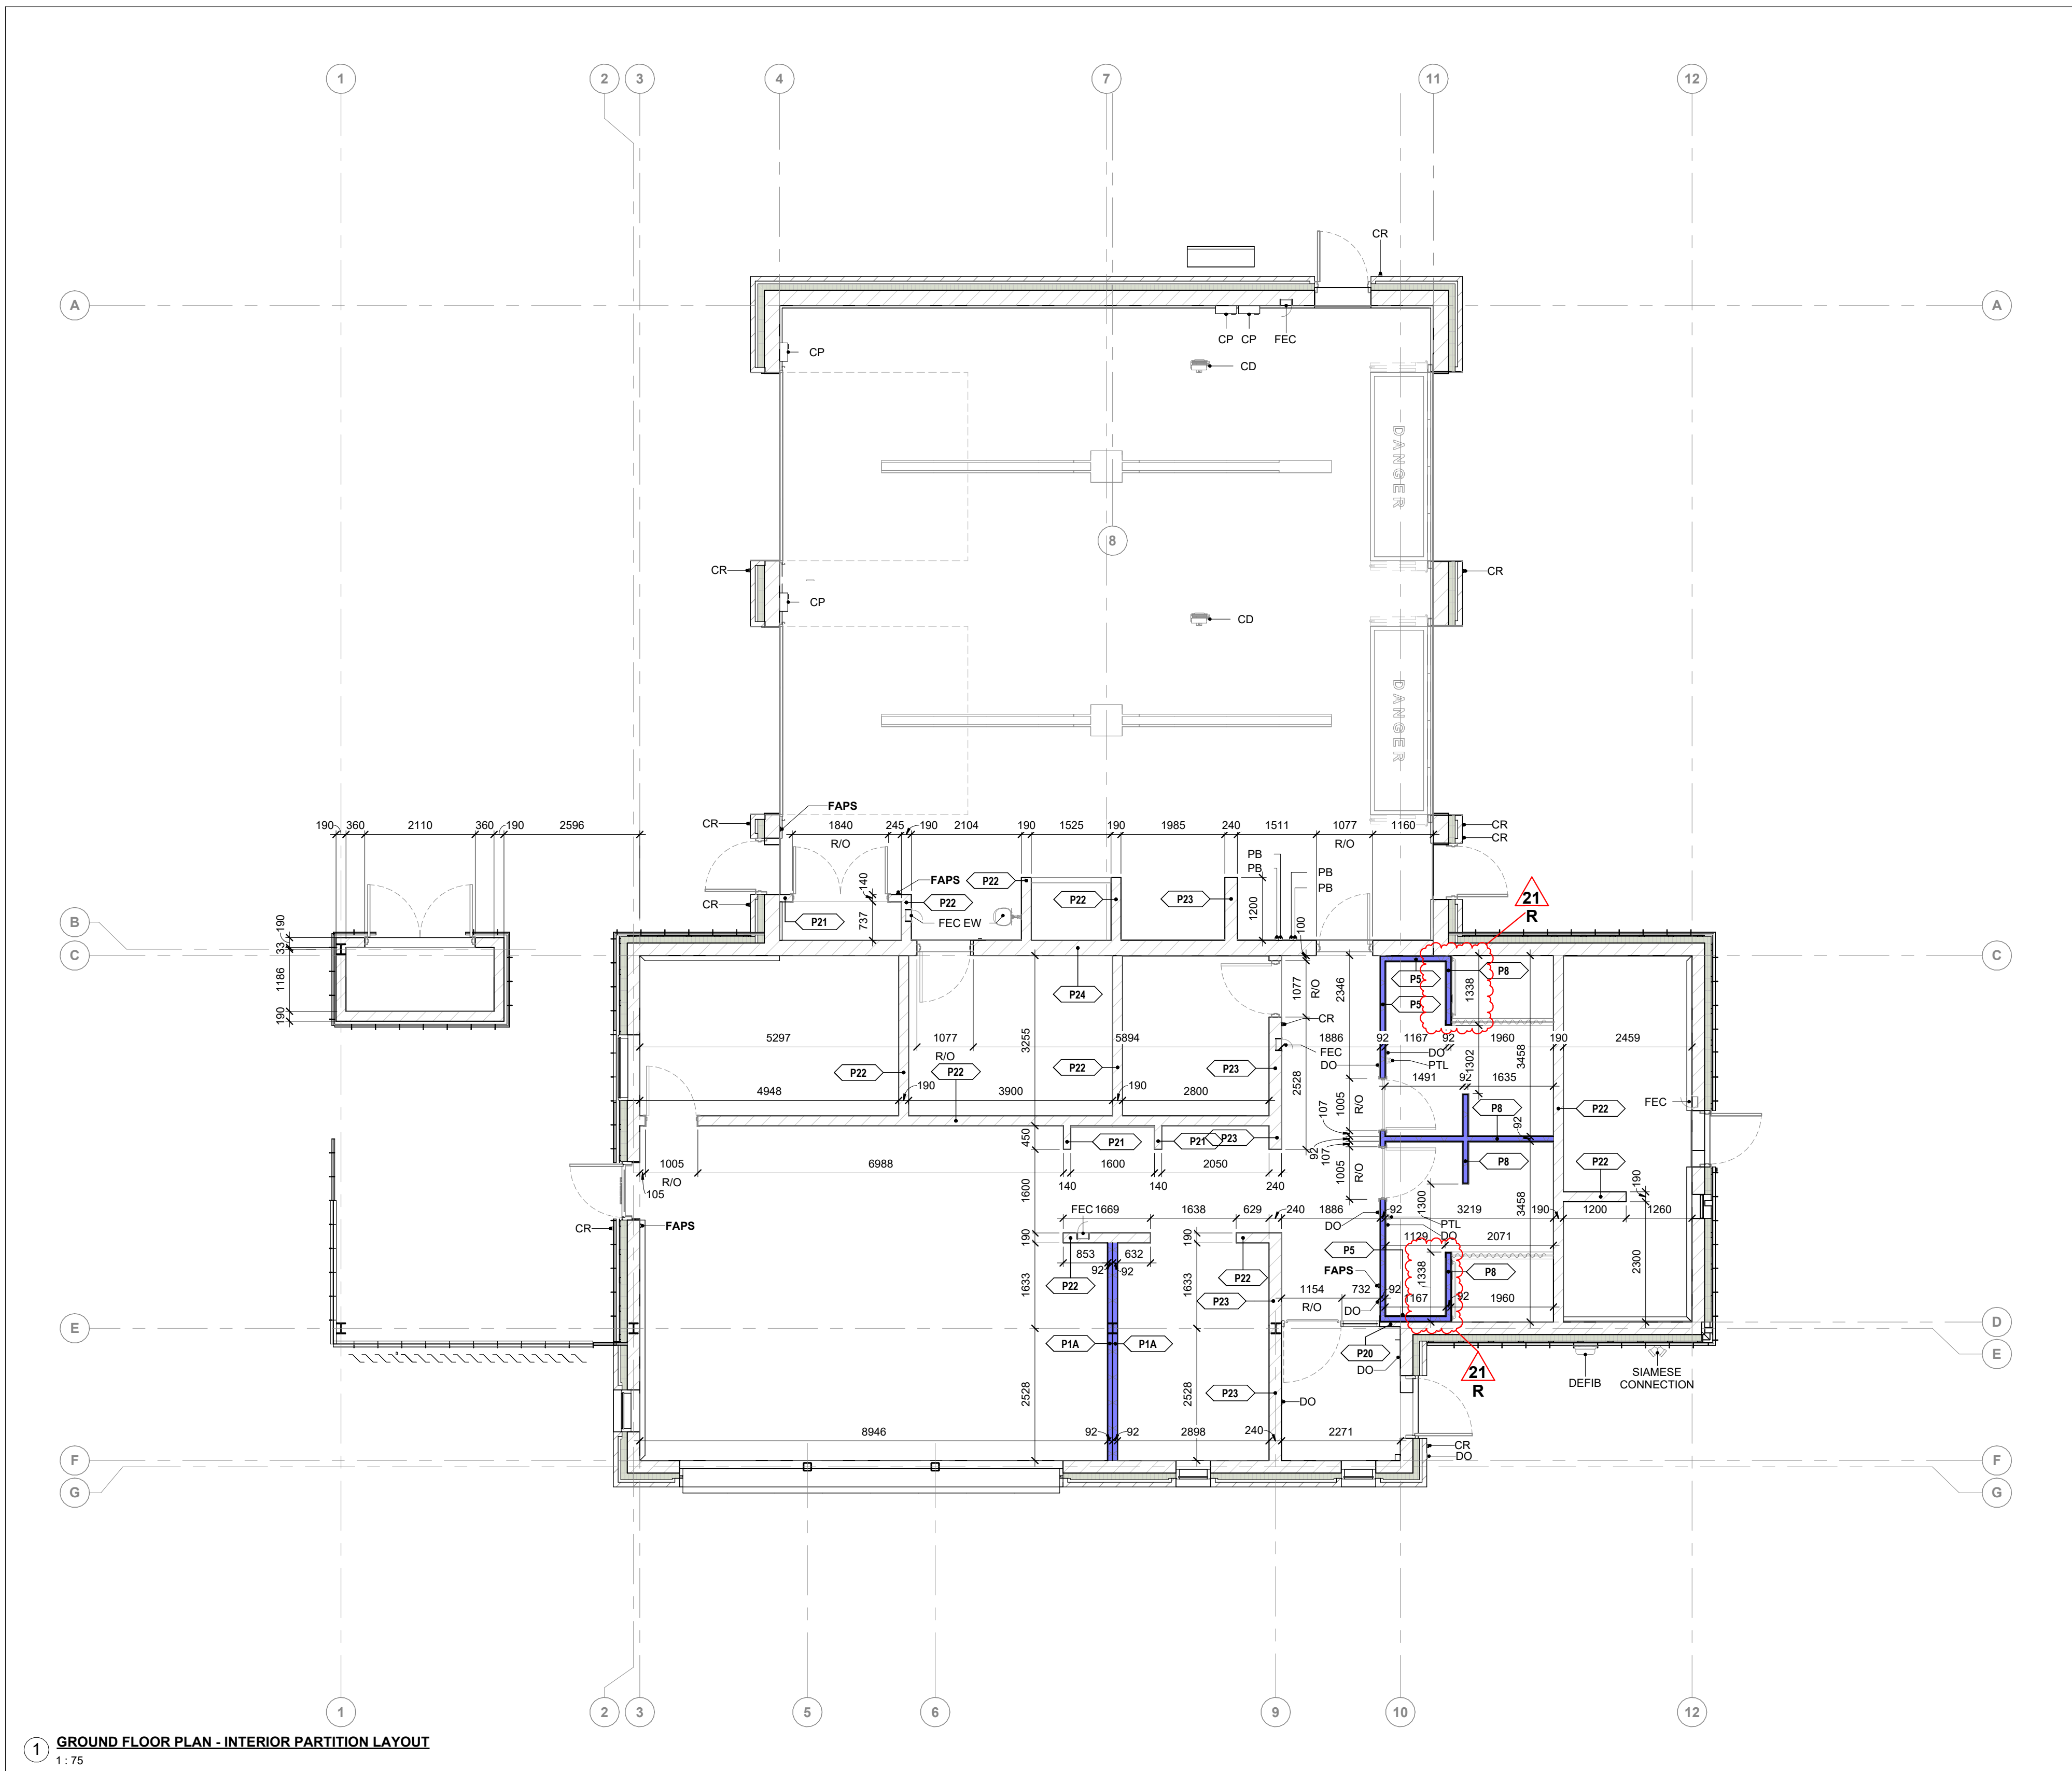 1
2
3
4
7
11
12
CR
A
A
CP
CP
FEC
CP
CD
DANGER
8
CR
CR
CP
CD
DANGER
FAPS
CR
CR
CR
190
360
2110
360
190
2596
1840
245
190
2104
190
1525
190
1985
240
1511
1077
1160
R/O
R/O
PB
PB
PB
PB
FAPS
P22
140
P22
P22
P23
CR
737
P21
FEC EW
1200
100
21
R
B
190
C
33
C
1186
190
P5
P8
P5
1338
P24
1077
R/O
2346
CR
5297
1077
5894
1886
92
1167
92
1960
190
2459
R/O
3255
FEC
DO
DO
PTL
1302
3458
P22
P22
P22
P23
1491
92
1635
4948
190
3900
190
2800
2528
1005
R/O
107
P8
P22
FEC
92
450
P21
P21
P23
92
107
P8
P22
190
1005
R/O
1005
6988
1600
2050
R/O
105
140
140
240
1600
1300
3458
FEC
1669
1638
629
240
1886
92
3219
190
1200
1260
CR
FAPS
DO
PTL
DO
190
190
1129
2071
853
632
P5
92
92
FAPS
1338
P8
2300
P22
P22
1633
1633
P23
1154
732
92
1167
92
1960
R/O
DO
E
D
P1A
P1A
P20
E
DO
21
R
DEFIB
SIAMESE
CONNECTION
2528
2528
P23
DO
8946
92
92
2898
240
2271
CR
DO
F
F
G
G
1
2
3
5
6
9
10
12
1
GROUND FLOOR PLAN - INTERIOR PARTITION LAYOUT
1 : 75